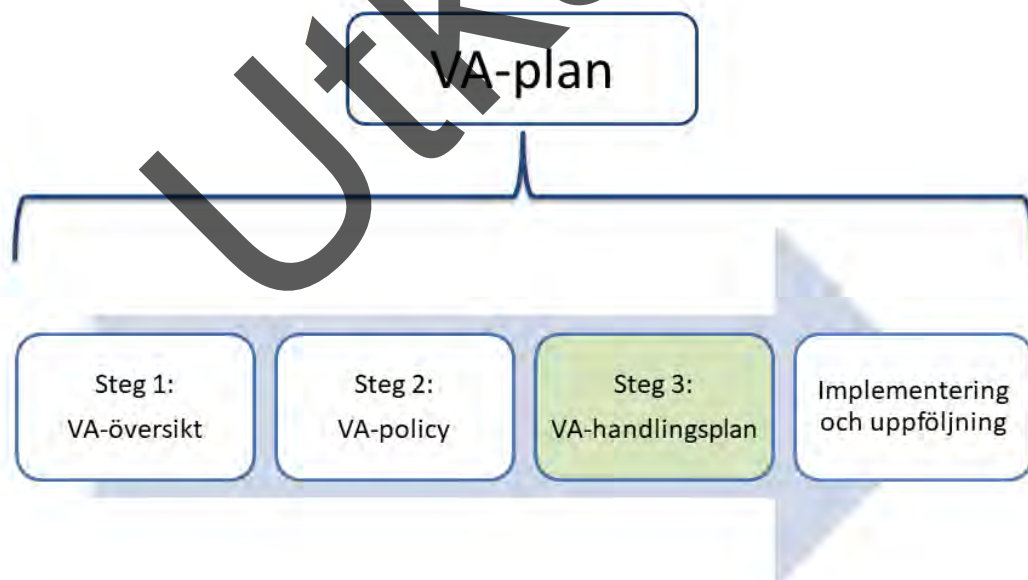 VA-plan
Steg 1:
VA-översikt
Steg 2:
VA-policy
Steg 3:
VA-handlingsplan
Implementering
och uppföljning